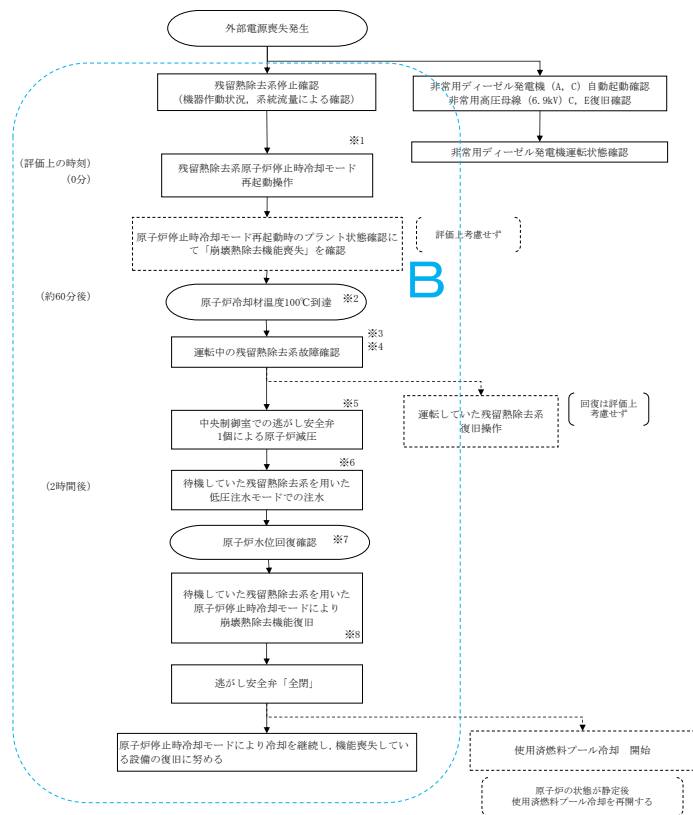 外部電源喪失発生
残留熱除去系停止確認
(機器作動状況，系統流量による確認)
非常用ディーゼル発電機（A，C）自動起動確認
非常用高圧母線（6.9kV）C，E復旧確認
非常用ディーゼル発電機運転状態確認
※1
(評価上の時刻)
(0分)
残留熱除去系原子炉停止時冷却モード
再起動操作
原子炉停止時冷却モード再起動時のプラント状態確認に
て「崩壊熱除去機能喪失」を確認
評価上考慮せず
B
(約60分後)
原子炉冷却材温度100℃到達
※2
※3
※4
運転中の残留熱除去系故障確認
※5
中央制御室での逃がし安全弁
1個による原子炉減圧
運転していた残留熱除去系
復旧操作
回復は評価上
考慮せず
※6
(2時間後)
待機していた残留熱除去系を用いた
低圧注水モードでの注水
原子炉水位回復確認
※7
待機していた残留熱除去系を用いた
原子炉停止時冷却モードにより
崩壊熱除去機能復旧
※8
逃がし安全弁「全閉」
原子炉停止時冷却モードにより冷却を継続し，機能喪失してい
る設備の復旧に努める
使用済燃料プール冷却　開始
原子炉の状態が静定後
使用済燃料プール冷却を再開する